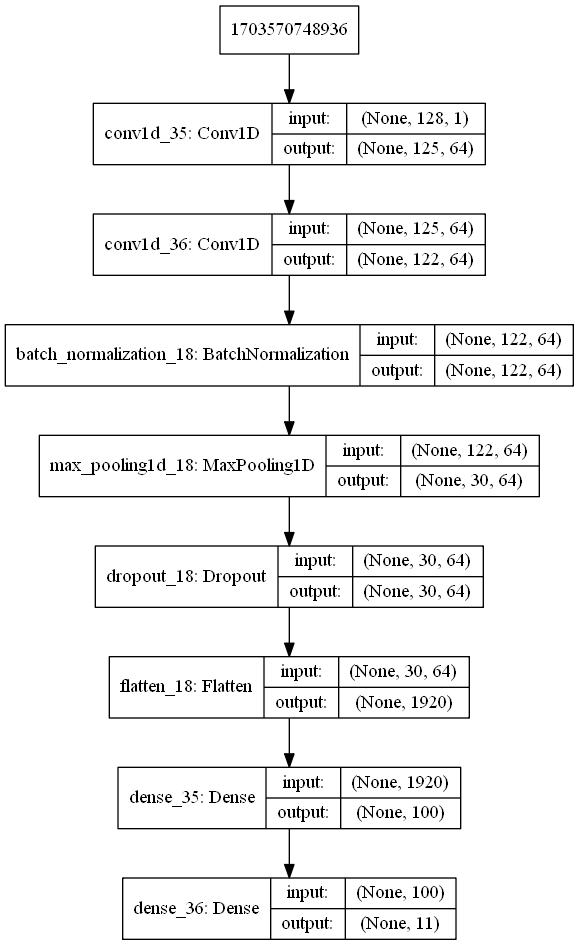 1703570748936
conv1d_35: Conv1D
input: (None, 128, 1)
output: (None, 125, 64)
conv1d_36: Conv1D
input: (None, 125, 64)
output: (None, 122, 64)
batch_normalization_18: BatchNormalization
input: (None, 122, 64)
output: (None, 122, 64)
max_pooling1d_18: MaxPooling1D
input: (None, 122, 64)
output: (None, 30, 64)
dropout_18: Dropout
input: (None, 30, 64)
output: (None, 30, 64)
flatten_18: Flatten
input: (None, 30, 64)
output: (None, 1920)
dense_35: Dense
input: (None, 1920)
output: (None, 100)
dense_36: Dense
input: (None, 100)
output: (None, 11)